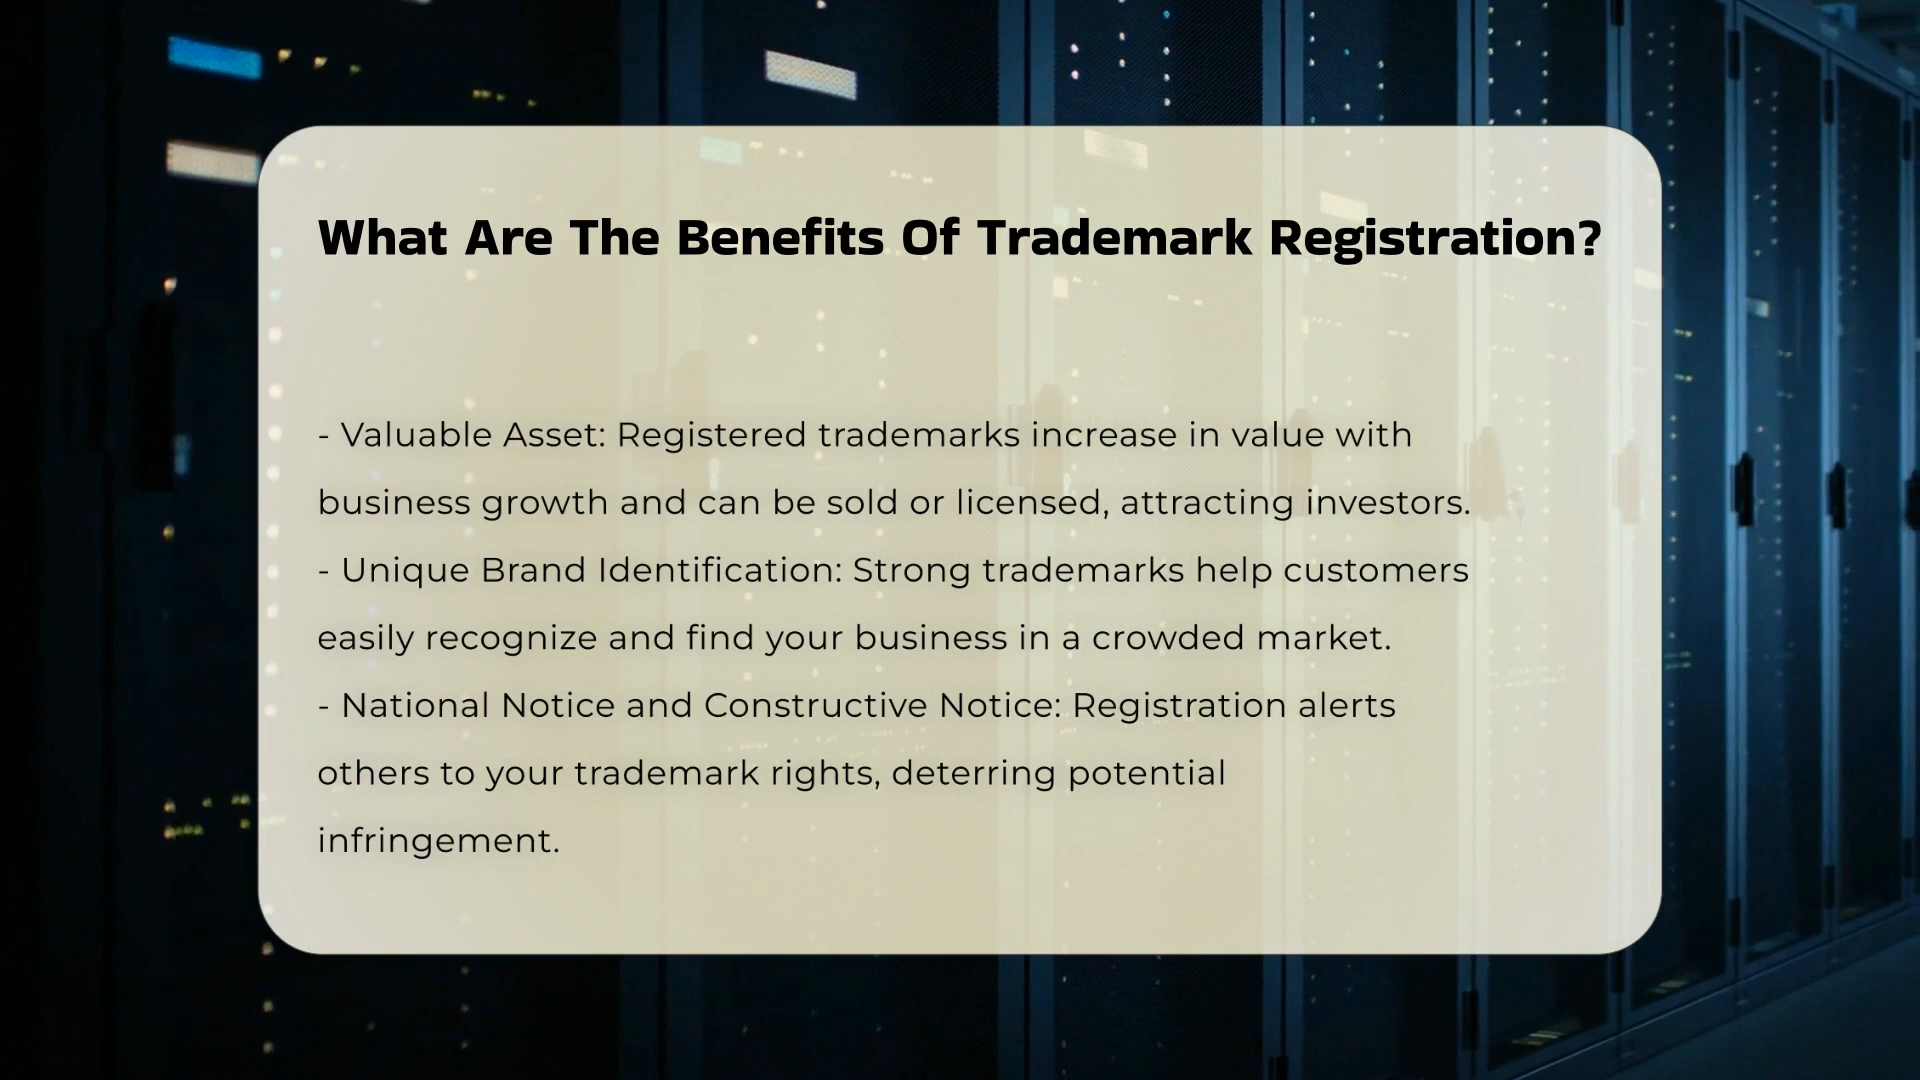 What Are The Benefits Of Trademark Registration?
- Valuable Asset: Registered trademarks increase in value with
business growth and can be sold or licensed, attracting investors.
- Unique Brand Identification: Strong trademarks help customers
easily recognize and find your business in a crowded market.
- National Notice and Constructive Notice: Registration alerts
others to your trademark rights, deterring potential
infringement.